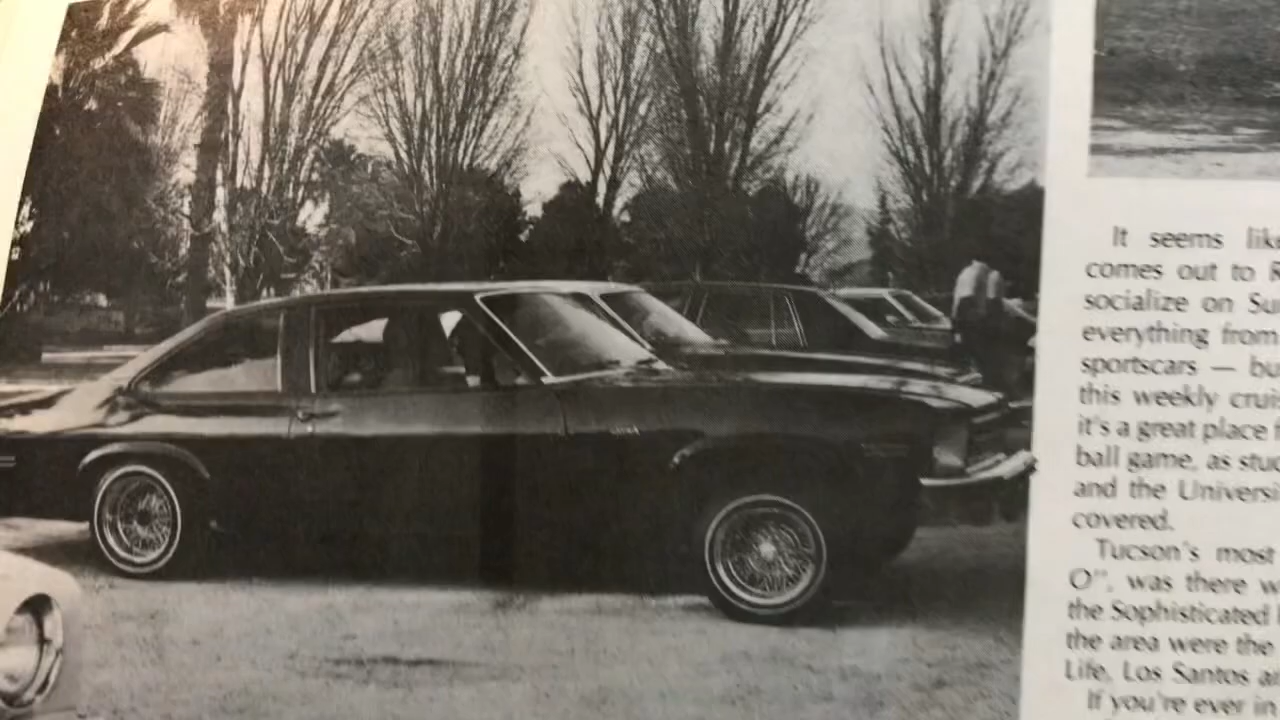 It seems lik
comes out to R
socialize on Su
everything from
sportscars — bu
this weekly cruis
it's a great place f
ball game, as stud
and the Universi
covered.
Tucson's most
O", was there w
the Sophisticated
the area were the
Life, Los Santos a
If you're ever in